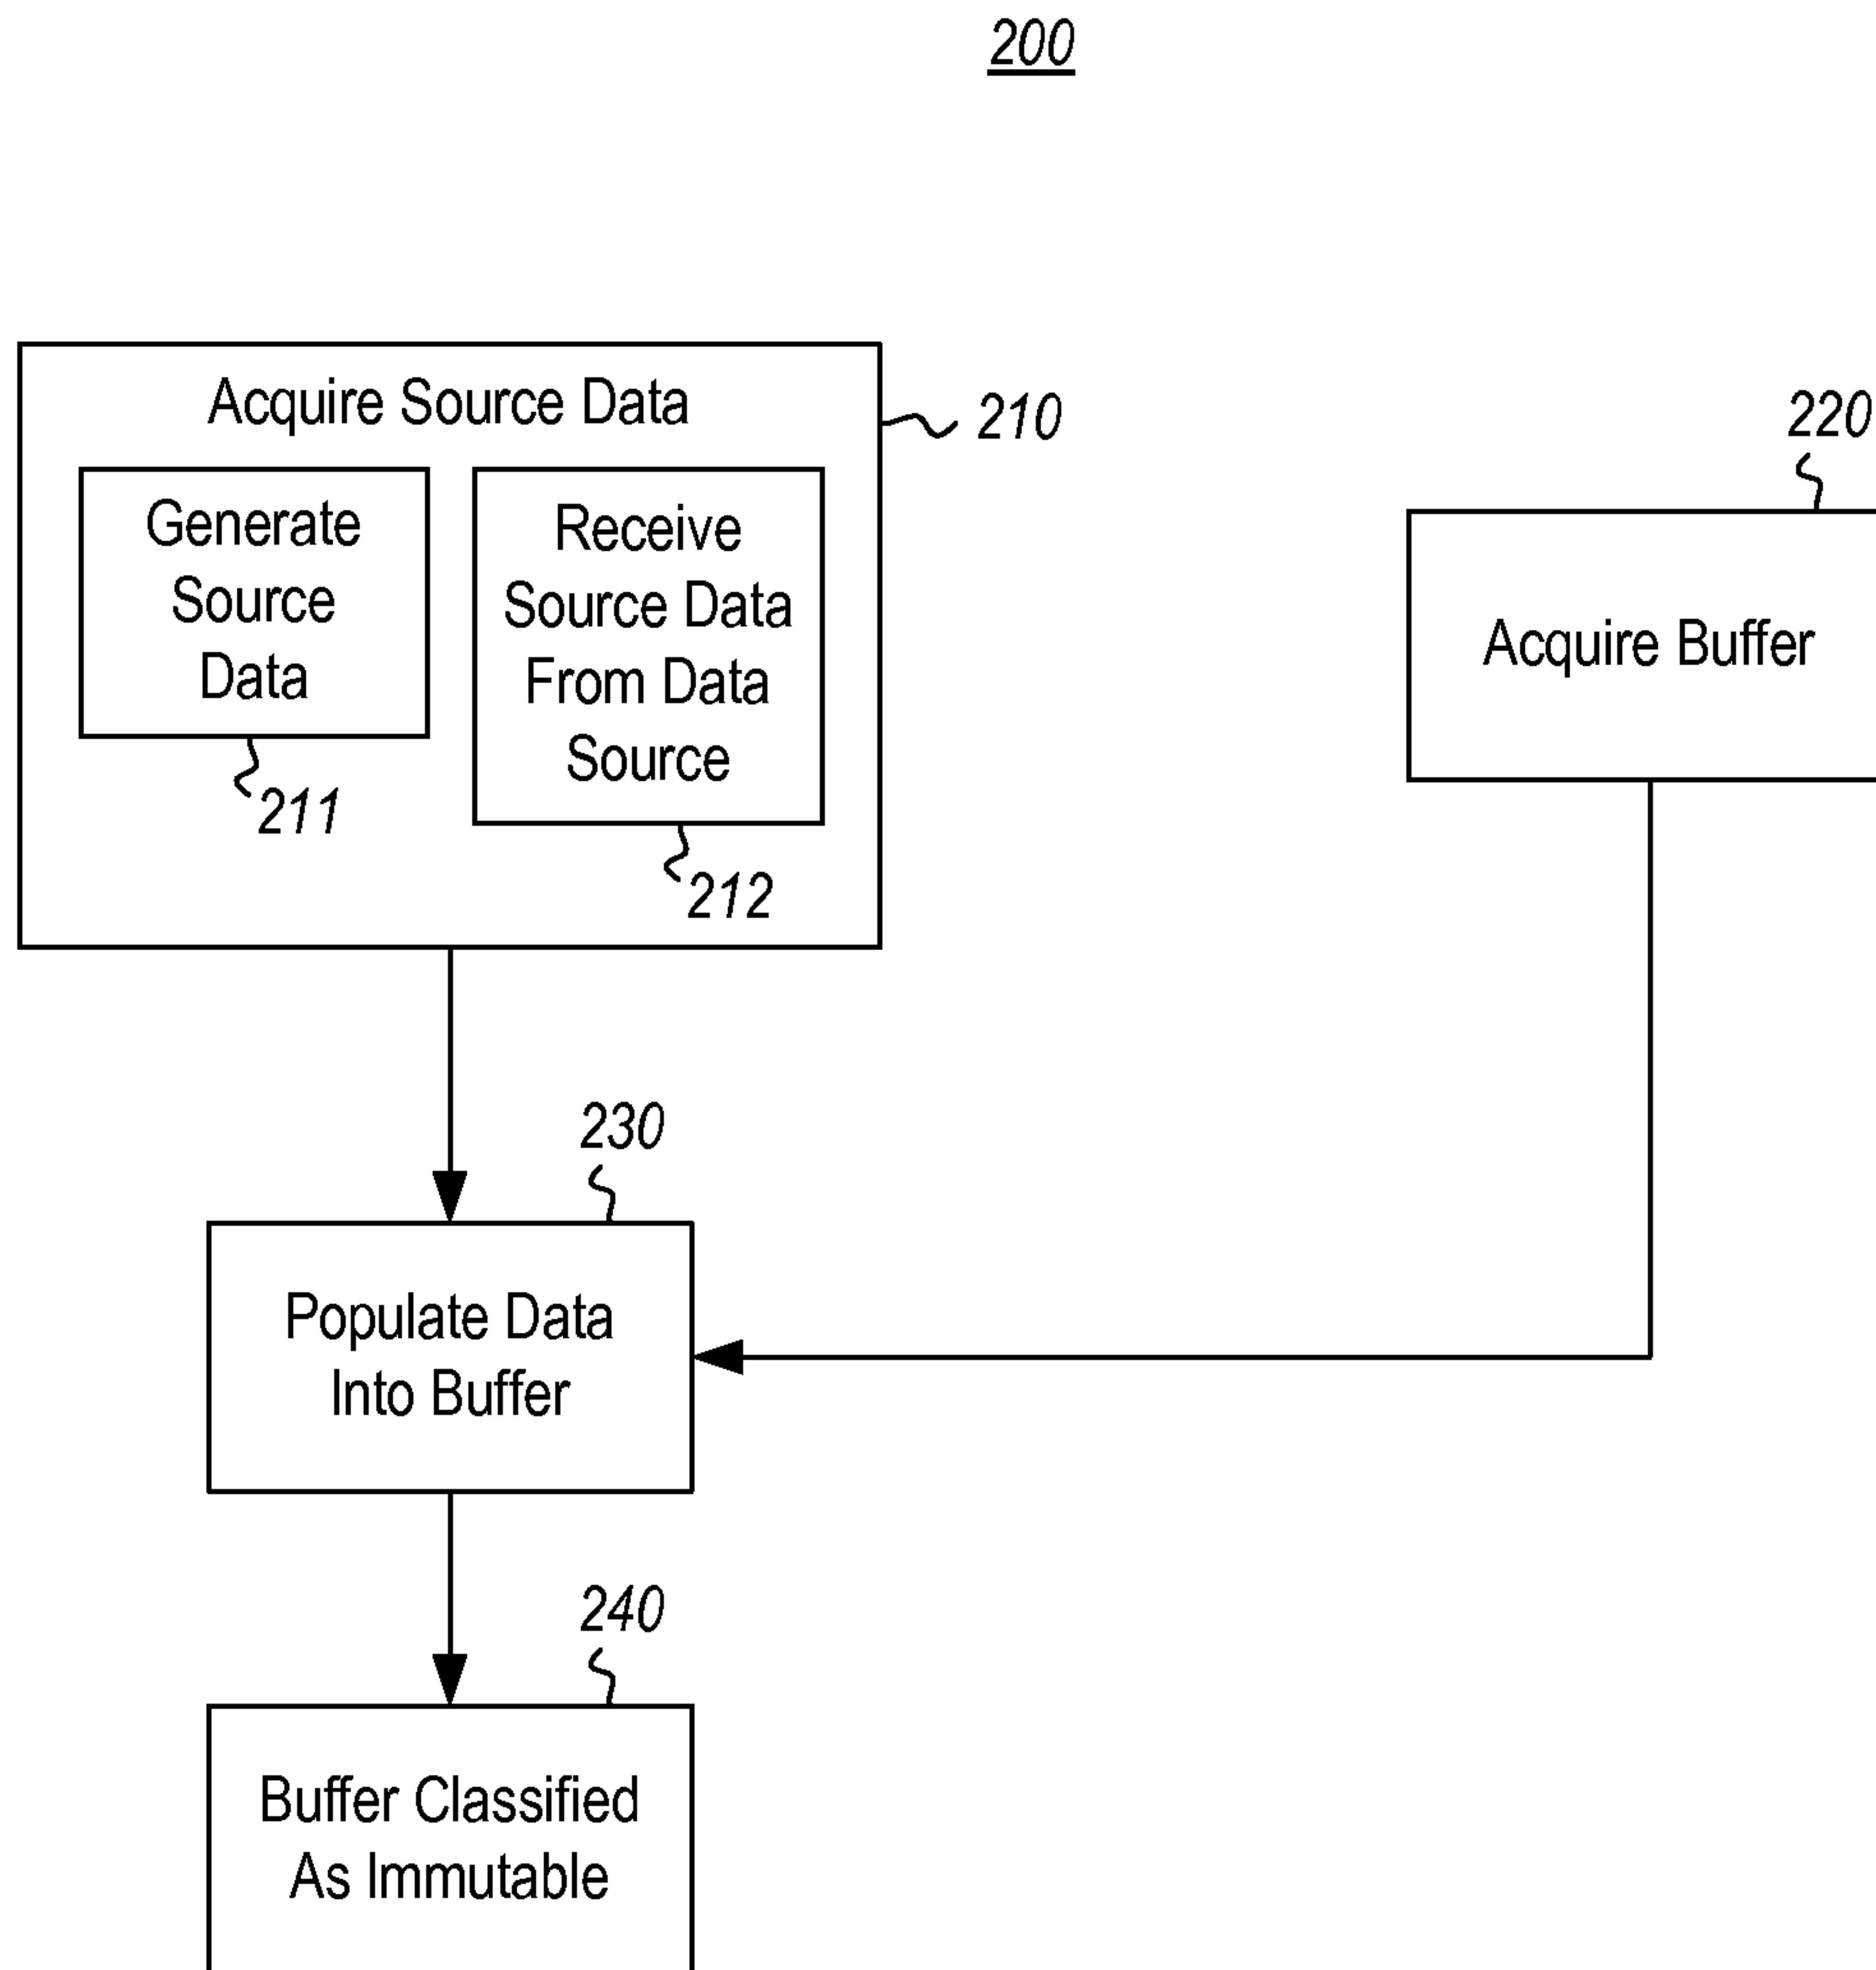 200
Acquire Source Data
210
Generate
Source
Data
211
Receive
Source Data
From Data
Source
212
220
Acquire Buffer
230
Populate Data
Into Buffer
240
Buffer Classified
As Immutable